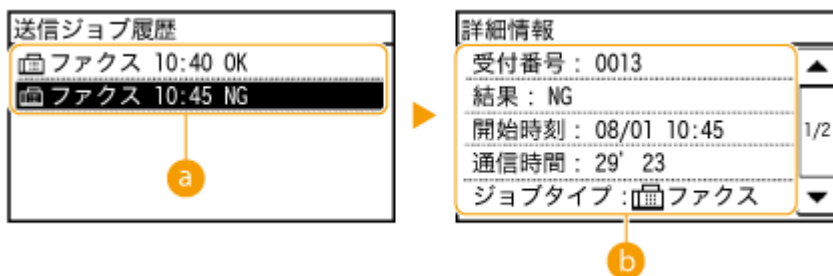 送信ジョブ履歴
ファクス 10:40 OK
ファクス 10:45 NG
a
詳細情報
受付番号: 0013
結果: NG
開始時刻: 08/01 10:45
通信時間: 29' 23
ジョブタイプ:ファクス
1/2
b